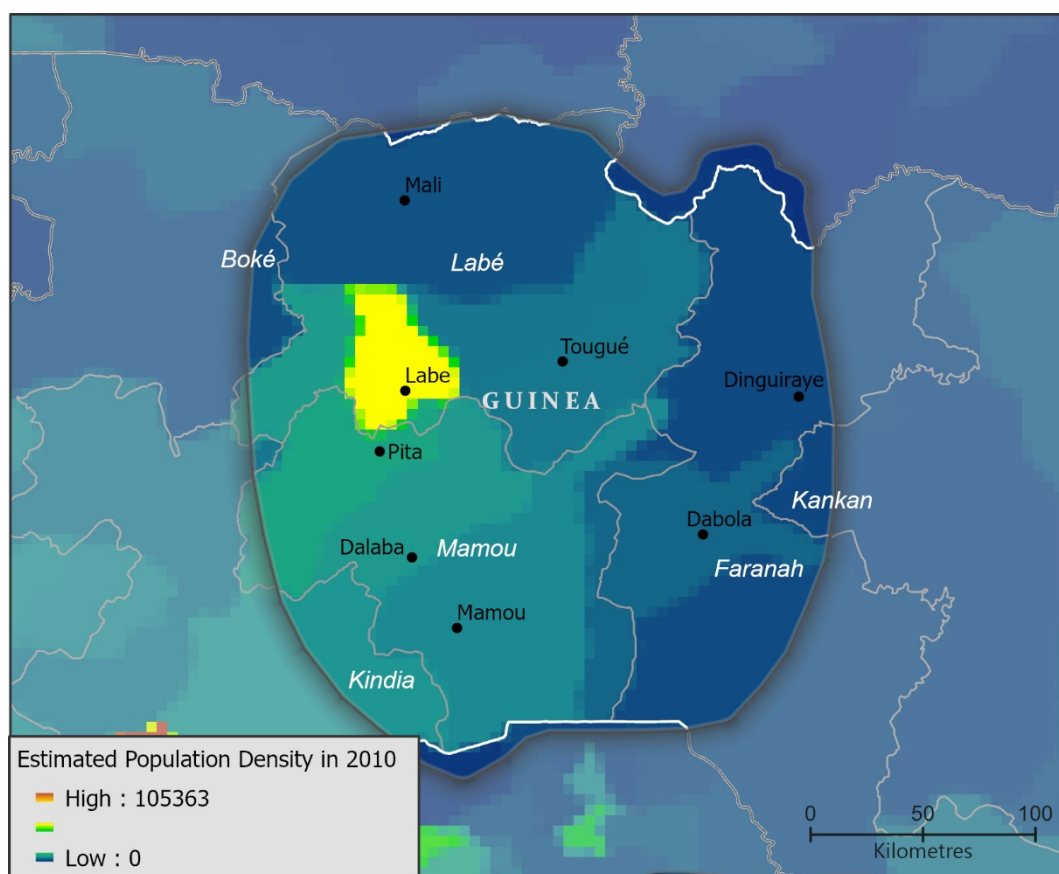 Mali
Boké
Labé
Tougué
Labe
Dinguiraye
GUINEA
Pita
Kankan
Dabola
Dalaba
Mamou
Faranah
Mamou
Kindia
Estimated Population Density in 2010
High : 105363
Low : 0
0 50 100
Kilometres